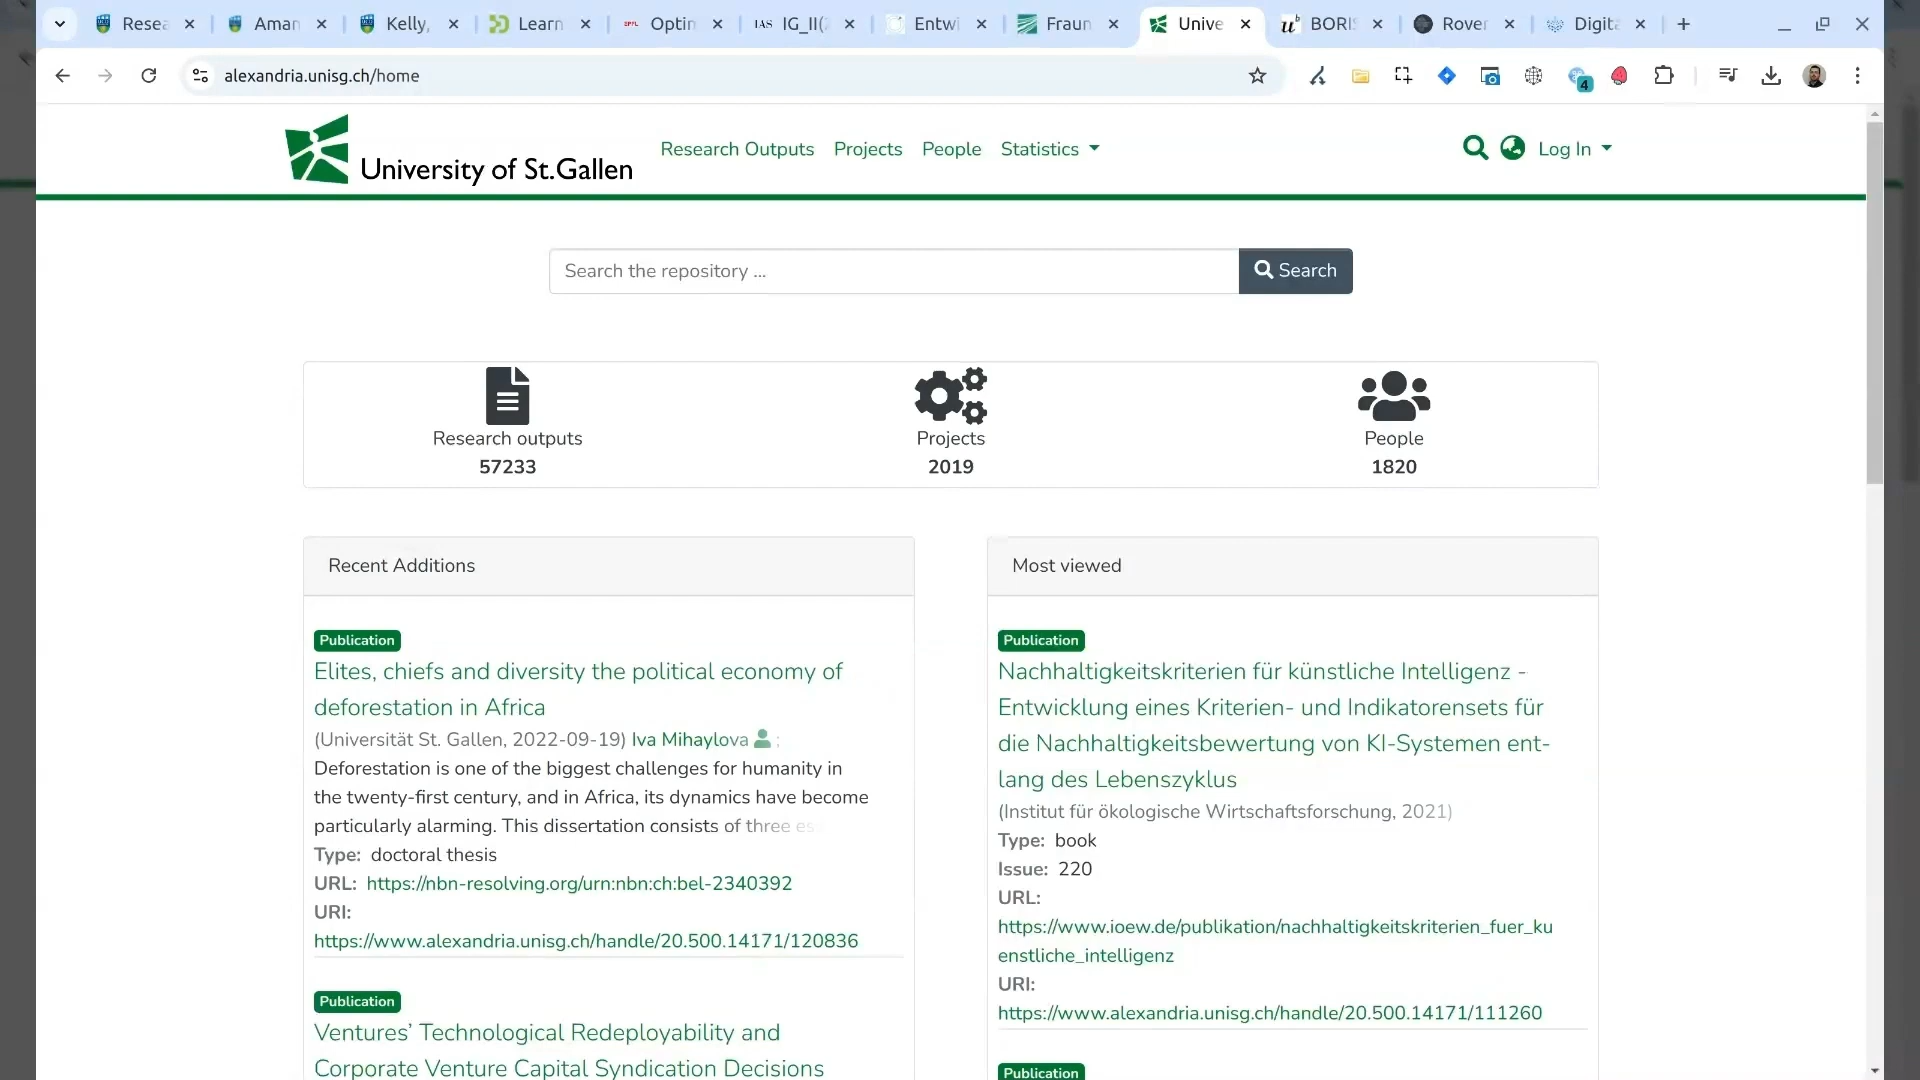 Resea
Aman
Kelly,
Learn
EPFL Optin
IAS IG_II(
Entwi
Fraun
Unive
BORIS
Rover
Digita
alexandria.unisg.ch/home
4
University of St.Gallen
Research Outputs
Projects
People
Statistics
Log In
Search the repository ...
Search
Research outputs
57233
Projects
2019
People
1820
Recent Additions
Publication
Elites, chiefs and diversity the political economy of
deforestation in Africa
(Universität St. Gallen, 2022-09-19) Iva Mihaylova ;
Deforestation is one of the biggest challenges for humanity in
the twenty-first century, and in Africa, its dynamics have become
particularly alarming. This dissertation consists of three es
Type: doctoral thesis
URL: https://nbn-resolving.org/urn:nbn:ch:bel-2340392
URI:
https://www.alexandria.unisg.ch/handle/20.500.14171/120836
Publication
Ventures’ Technological Redeployability and
Corporate Venture Capital Syndication Decisions
Most viewed
Publication
Nachhaltigkeitskriterien für künstliche Intelligenz -
Entwicklung eines Kriterien- und Indikatorensets für
die Nachhaltigkeitsbewertung von KI-Systemen ent-
lang des Lebenszyklus
(Institut für ökologische Wirtschaftsforschung, 2021)
Type: book
Issue: 220
URL:
https://www.ioew.de/publikation/nachhaltigkeitskriterien_fuer_ku
enstliche_intelligenz
URI:
https://www.alexandria.unisg.ch/handle/20.500.14171/111260
Publication